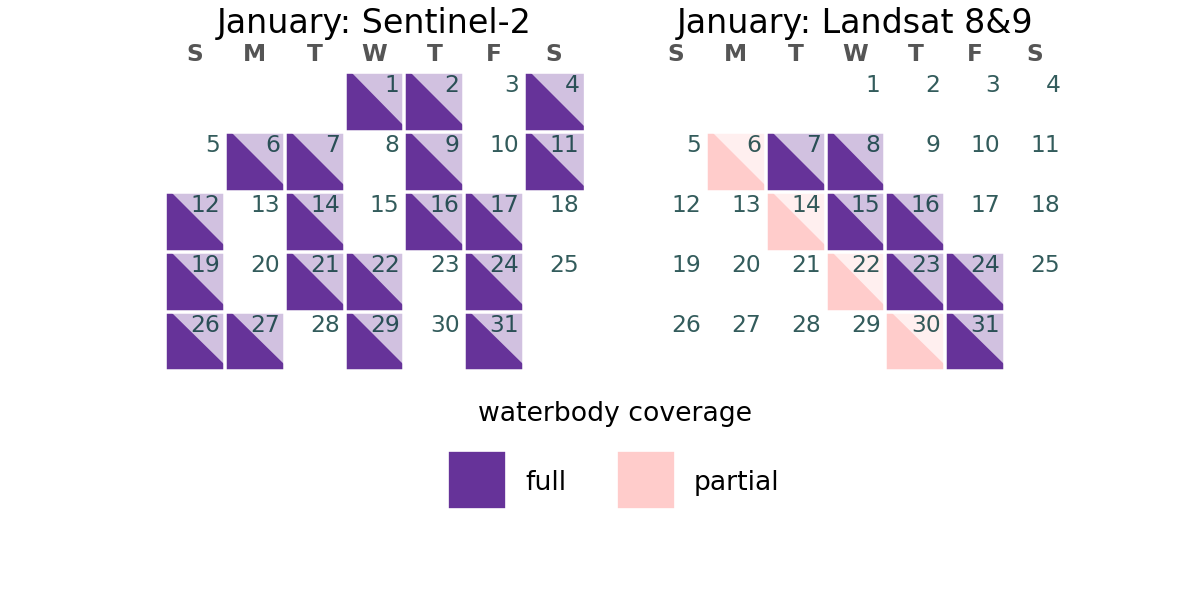 January: Sentinel-2
S M T W T F S
1 2 3 4
5 6 7 8 9 10 11
12 13 14 15 16 17 18
19 20 21 22 23 24 25
26 27 28 29 30 31
January: Landsat 8&9
S M T W T F S
1 2 3 4
5 6 7 8 9 10 11
12 13 14 15 16 17 18
19 20 21 22 23 24 25
26 27 28 29 30 31
waterbody coverage
full partial